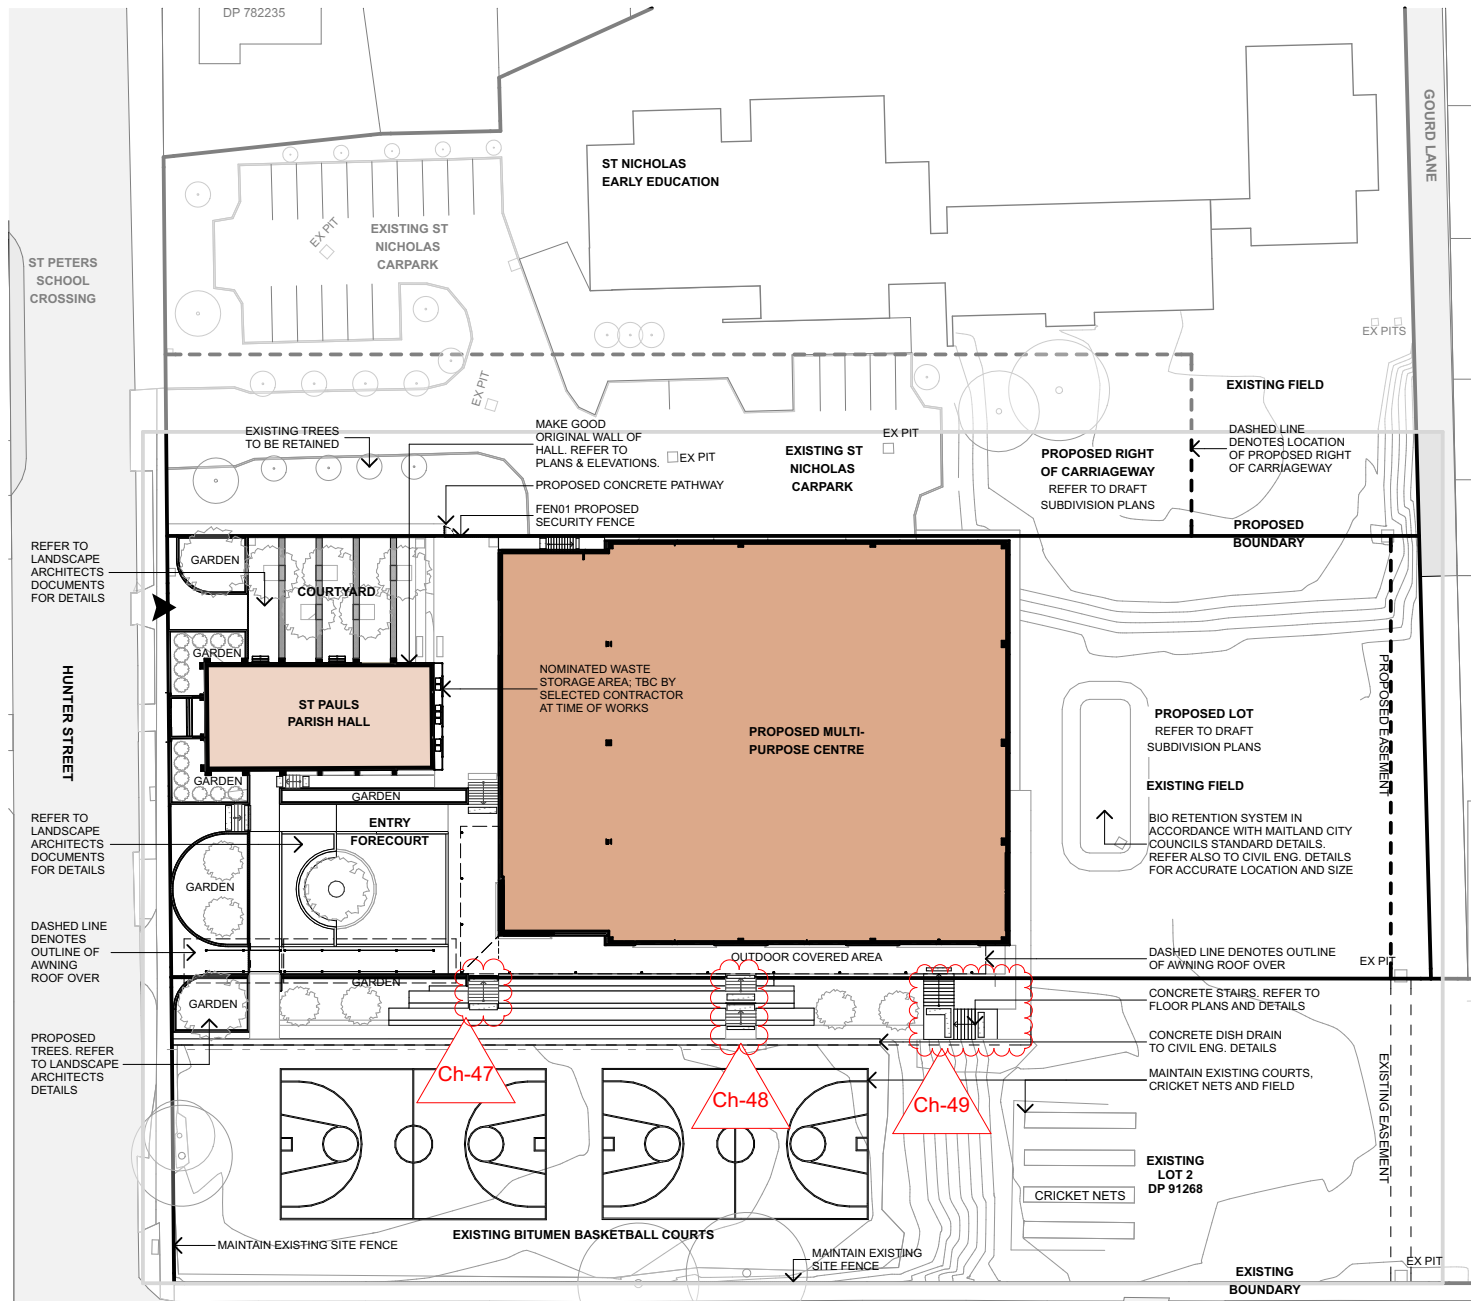 DP 782235
GOURD LANE
ST NICHOLAS
EARLY EDUCATION
EX PIT
EXISTING ST
NICHOLAS
CARPARK
ST PETERS
SCHOOL
CROSSING
EX PITS
EX PIT
EXISTING FIELD
EXISTING TREES
TO BE RETAINED
MAKE GOOD
ORIGINAL WALL OF
HALL. REFER TO
PLANS & ELEVATIONS.
EX PIT
EXISTING ST
NICHOLAS
CARPARK
EX PIT
PROPOSED RIGHT
OF CARRIAGEWAY
REFER TO DRAFT
SUBDIVISION PLANS
DASHED LINE
DENOTES LOCATION
OF PROPOSED RIGHT
OF CARRIAGEWAY
PROPOSED CONCRETE PATHWAY
FEN01 PROPOSED
SECURITY FENCE
PROPOSED
BOUNDARY
REFER TO
LANDSCAPE
ARCHITECTS
DOCUMENTS
FOR DETAILS
GARDEN
COURTYARD
GARDEN
HUNTER STREET
NOMINATED WASTE
STORAGE AREA; TBC BY
SELECTED CONTRACTOR
AT TIME OF WORKS
ST PAULS
PARISH HALL
PROPOSED MULTI-
PURPOSE CENTRE
PROPOSED EASEMENT
PROPOSED LOT
REFER TO DRAFT
SUBDIVISION PLANS
EXISTING FIELD
GARDEN
GARDEN
ENTRY
FORECOURT
REFER TO
LANDSCAPE
ARCHITECTS
DOCUMENTS
FOR DETAILS
BIO RETENTION SYSTEM IN
ACCORDANCE WITH MAITLAND CITY
COUNCILS STANDARD DETAILS.
REFER ALSO TO CIVIL ENG. DETAILS
FOR ACCURATE LOCATION AND SIZE
GARDEN
DASHED LINE
DENOTES
OUTLINE OF
AWNING
ROOF OVER
OUTDOOR COVERED AREA
DASHED LINE DENOTES OUTLINE
OF AWNING ROOF OVER
EX PIT
GARDEN
GARDEN
CONCRETE STAIRS. REFER TO
FLOOR PLANS AND DETAILS
PROPOSED
TREES. REFER
TO LANDSCAPE
ARCHITECTS
DETAILS
CONCRETE DISH DRAIN
TO CIVIL ENG. DETAILS
Ch-47
Ch-48
Ch-49
MAINTAIN EXISTING COURTS,
CRICKET NETS AND FIELD
EXISTING EASEMENT
EXISTING
LOT 2
DP 91268
CRICKET NETS
EXISTING BITUMEN BASKETBALL COURTS
MAINTAIN EXISTING SITE FENCE
MAINTAIN EXISTING
SITE FENCE
EX PIT
EXISTING
BOUNDARY